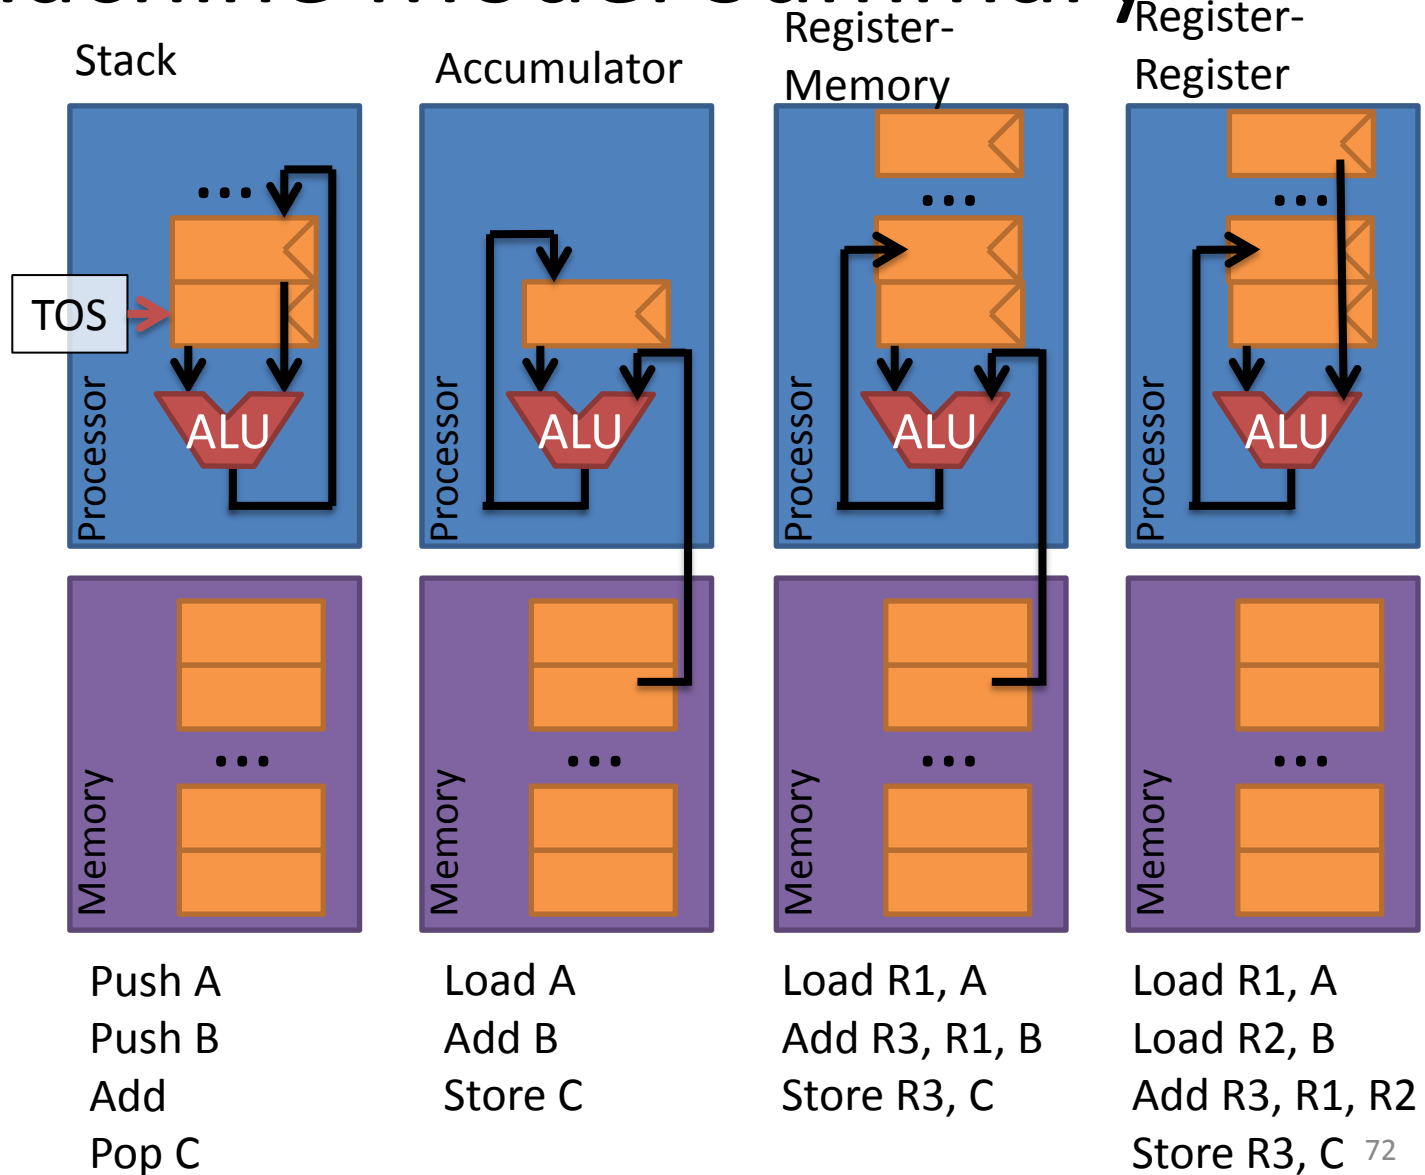 Stack
Accumulator
Register-
Memory
Register-
Register
...
...
...
TOS
ALU
ALU
ALU
ALU
Processor
Processor
Processor
Processor
...
...
...
...
Memory
Memory
Memory
Memory
Push A
Push B
Add
Pop C
Load A
Add B
Store C
Load R1, A
Add R3, R1, B
Store R3, C
Load R1, A
Load R2, B
Add R3, R1, R2
Store R3, C
72